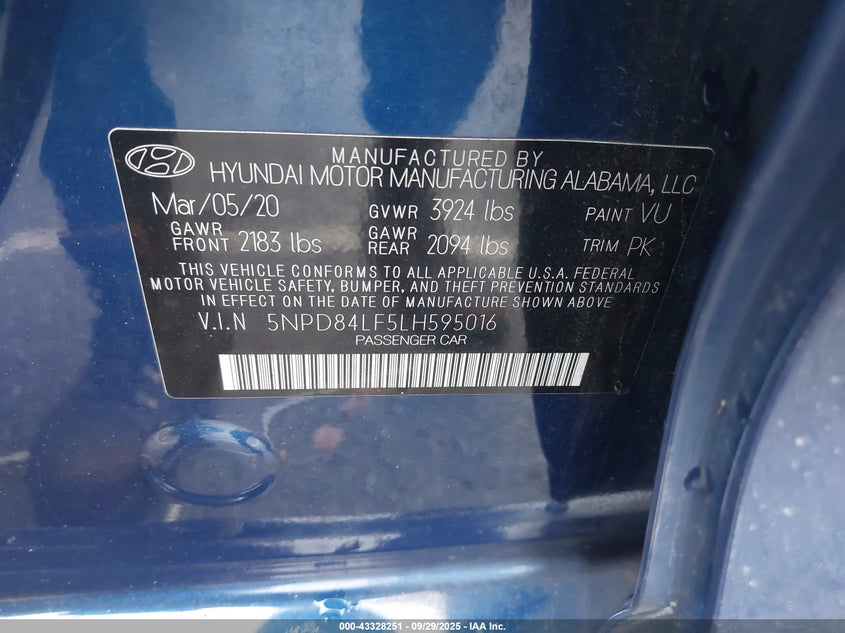 MANUFACTURED BY
HYUNDAI MOTOR MANUFACTURING ALABAMA, LLC
Mar/05/20 GVWR 3924 lbs PAINT VU
GAWR FRONT 2183 lbs GAWR REAR 2094 lbs TRIM PK
THIS VEHICLE CONFORMS TO ALL APPLICABLE U.S.A. FEDERAL
MOTOR VEHICLE SAFETY, BUMPER, AND THEFT PREVENTION STANDARDS
IN EFFECT ON THE DATE OF MANUFACTURE SHOWN ABOVE
V.I.N 5NPD84LF5LH595016
PASSENGER CAR
000-43328251 - 09/29/2025 - IAA Inc.